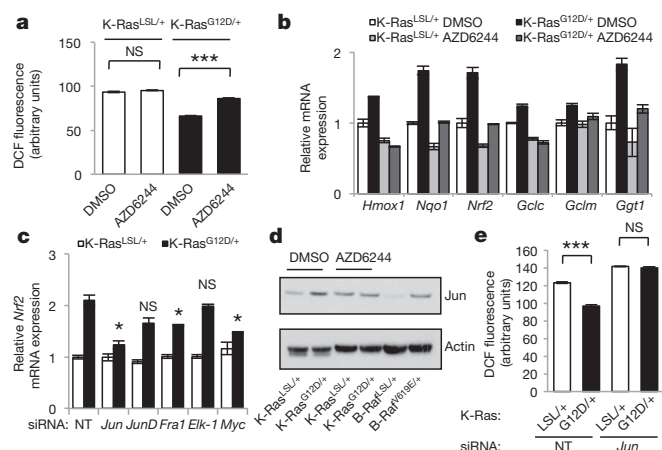 a
K-Ras^LSL/+ K-Ras^G12D/+
NS
***
DCF fluorescence
(arbitrary units)
150
100
50
0
DMSO
AZD6244
DMSO
AZD6244
b
K-Ras^LSL/+ DMSO
K-Ras^G12D/+ DMSO
K-Ras^LSL/+ AZD6244
K-Ras^G12D/+ AZD6244
Relative mRNA
expression
2
1
0
Hmox1 Nqo1 Nrf2 Gclc Gclm Ggt1
c
K-Ras^LSL/+ K-Ras^G12D/+
Relative Nrf2
mRNA expression
3
2
1
0
* NS * NS *
siRNA: NT Jun JunD Fra1 Elk-1 Myc
d
DMSO AZD6244
Jun
Actin
K-Ras^LSL/+
K-Ras^G12D/+
K-Ras^LSL/+
K-Ras^G12D/+
B-Raf^LSL/+
B-Raf^V619E/+
e
*** NS
DCF fluorescence
(arbitrary units)
140
120
100
80
60
40
20
0
K-Ras: LSL/+ G12D/+ LSL/+ G12D/+
siRNA: NT Jun